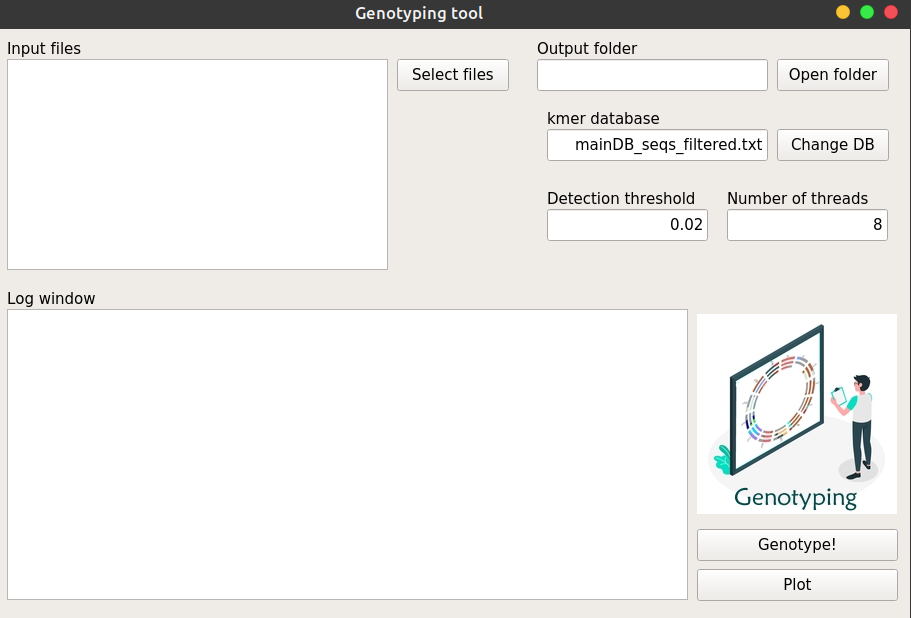 Genotyping tool
Input files
Select files
Output folder
Open folder
kmer database
mainDB_seqs_filtered.txt
Change DB
Detection threshold
Number of threads
0.02
8
Log window
Genotyping
Genotype!
Plot